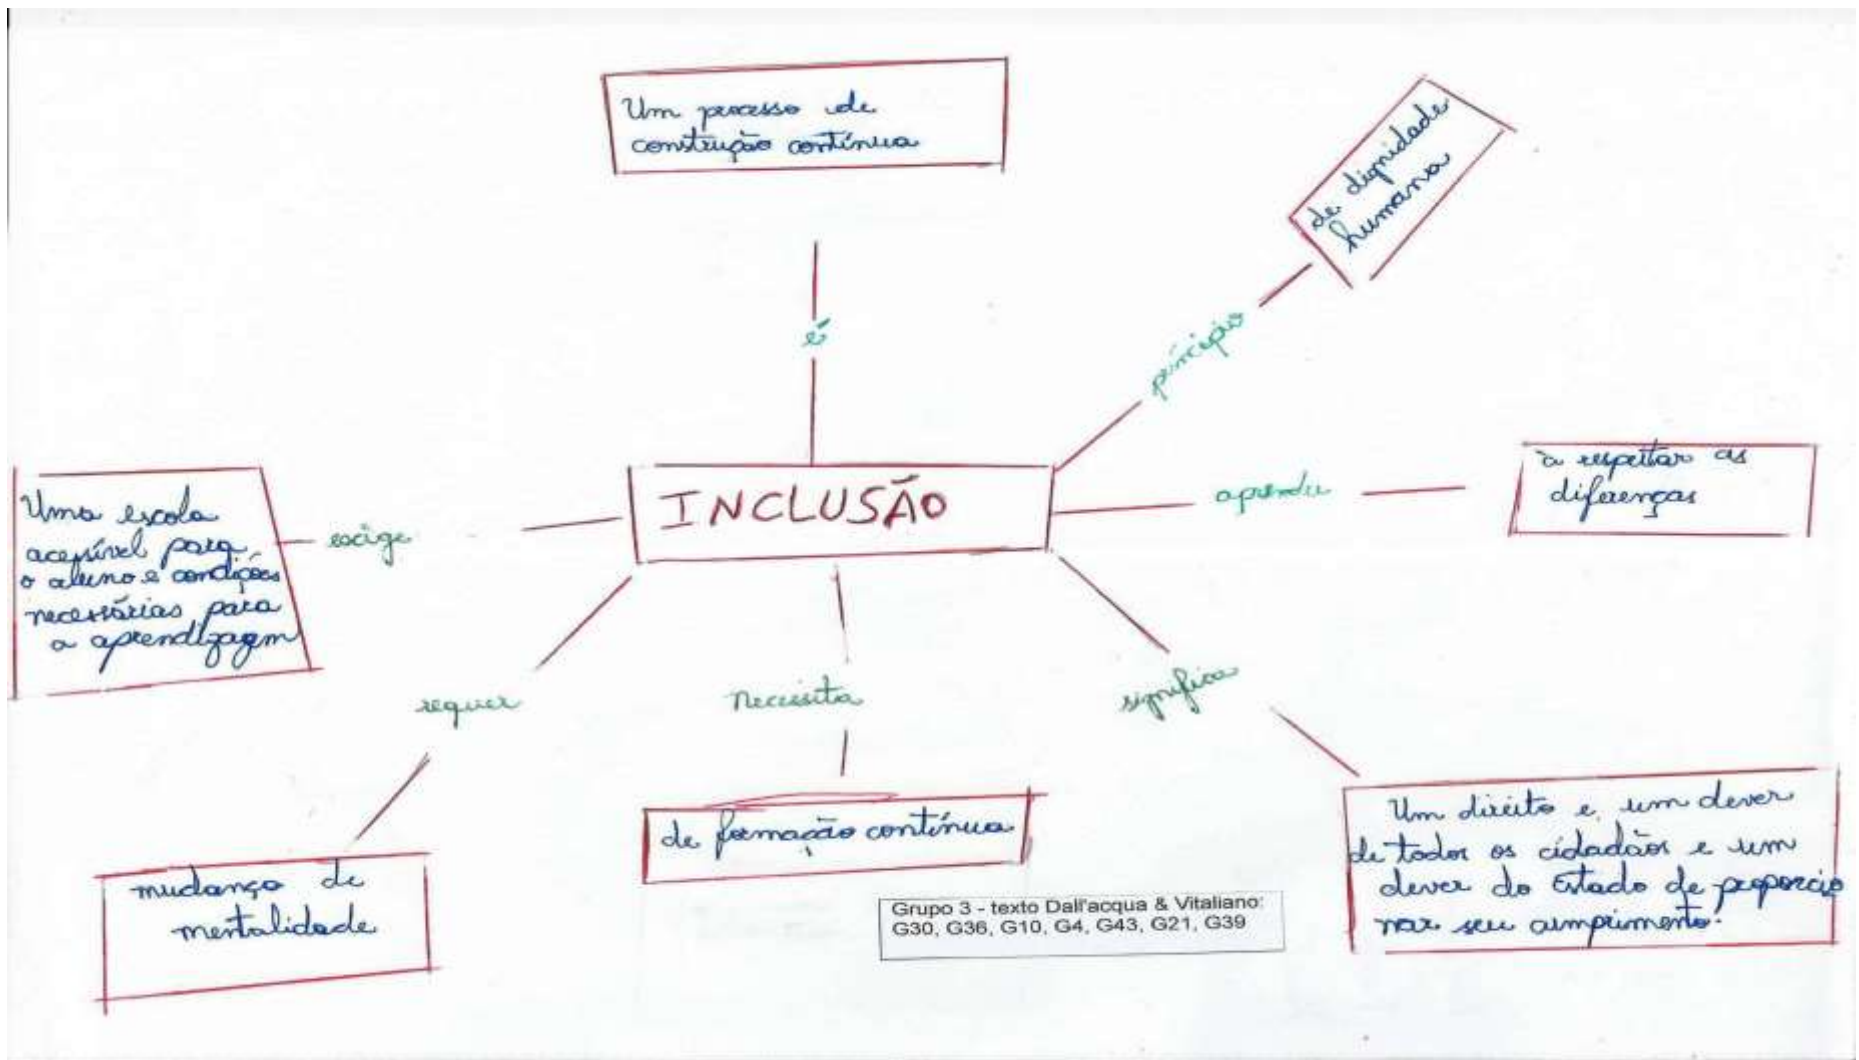 Um processo de
construção contínua
de dignidade
humana
é
princípio
INCLUSÃO
aprende
a respeitar as
diferenças
exige
Uma escola
acessível para
o aluno e condições
necessárias para
a aprendizagm
requer
Necessita
significa
mudança de
mentalidade
de formação contínua
Um direito e um dever
de todos os cidadãos e um
dever do Estado de proporcio
nar seu cumprimento.
Grupo 3 - texto Dall'acqua & Vitaliano:
G30, G36, G10, G4, G43, G21, G39